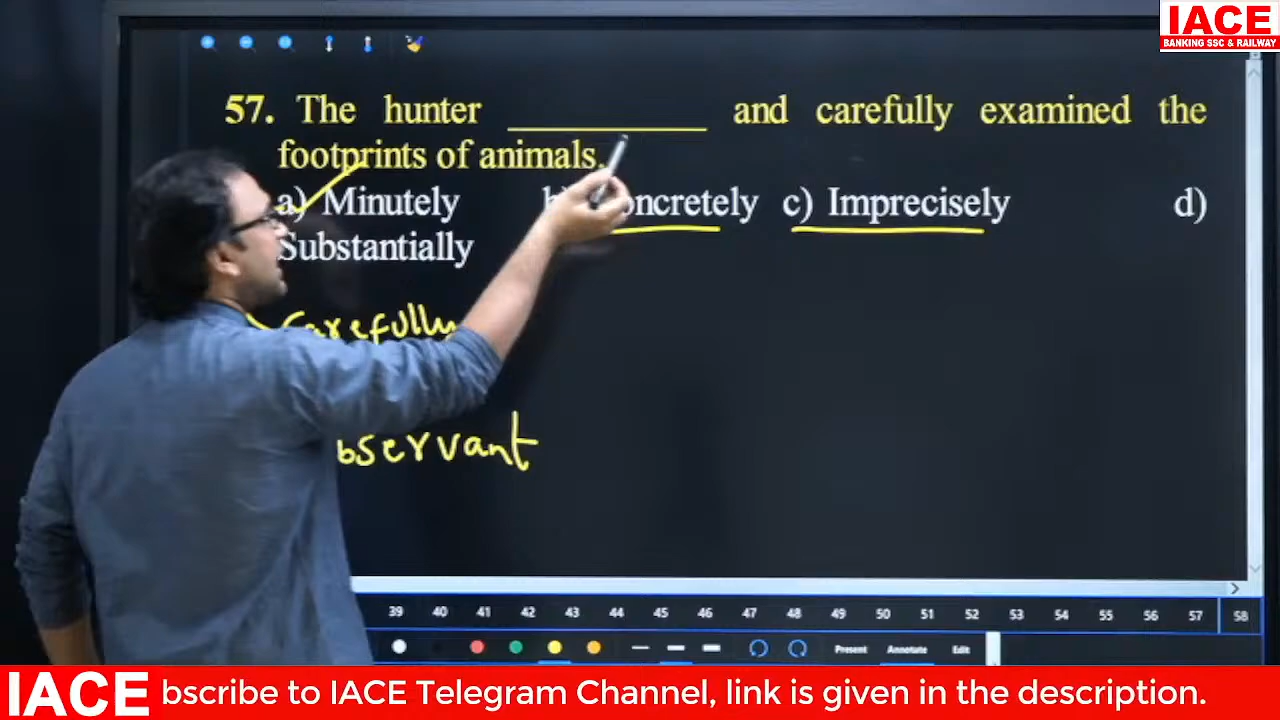 IACE
BANKING SSC & RAILWAY
57. The hunter __________ and carefully examined the
footprints of animals.
a) Minutely b) Concretely c) Imprecisely d)
Substantially
Carefully
39 40 41 42 43 44 45 46 47 48 49 50 51 52 53 54 55 56 57 58
Present Annotate Edit
IACE bscribe to IACE Telegram Channel, link is given in the description.